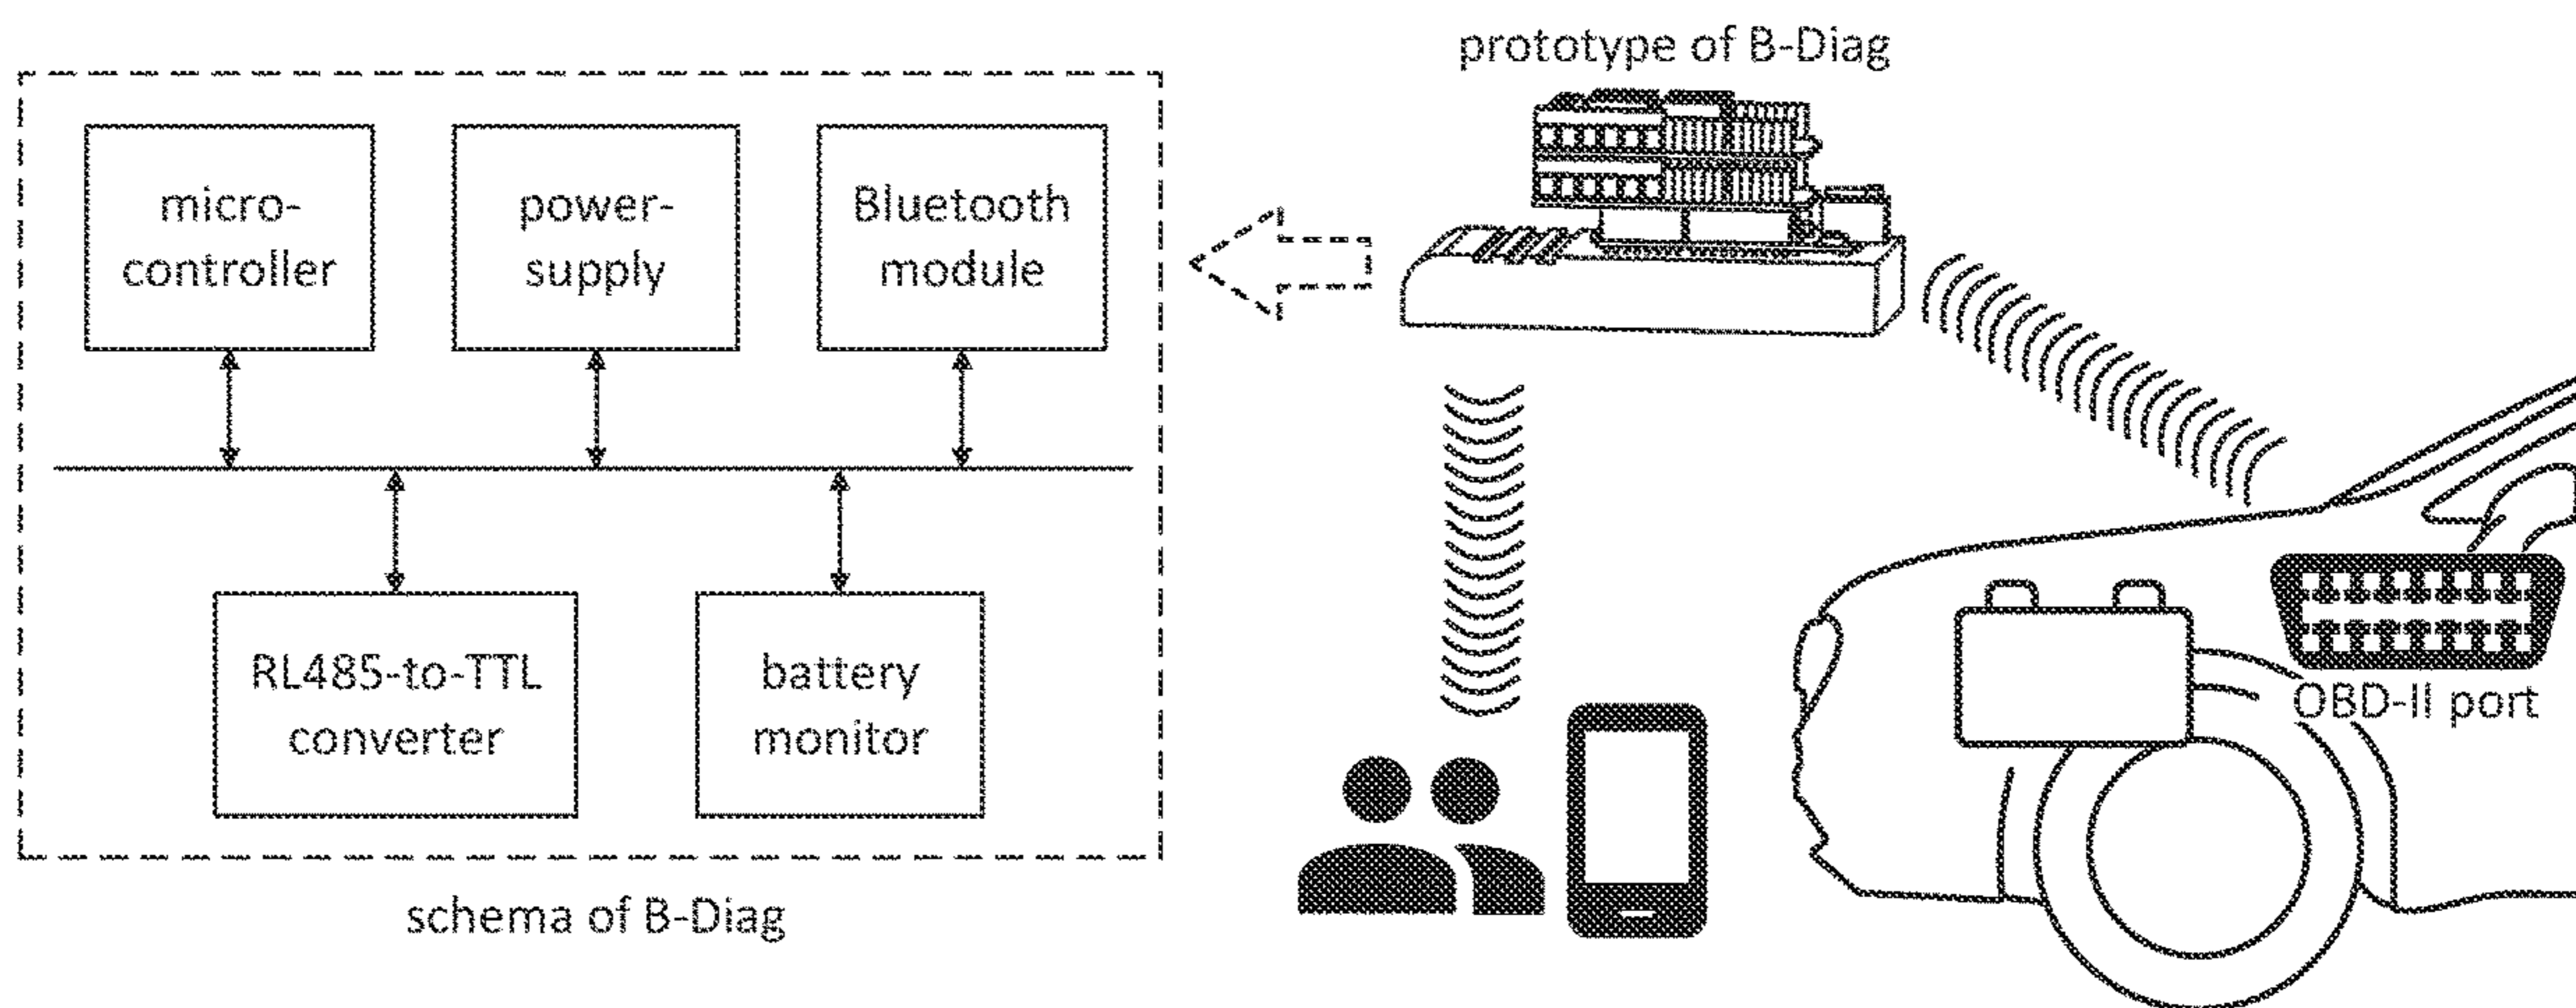 prototype of B-Diag
micro-
controller
power-
supply
Bluetooth
module
RL485-to-TTL
converter
battery
monitor
OBD-II port
schema of B-Diag